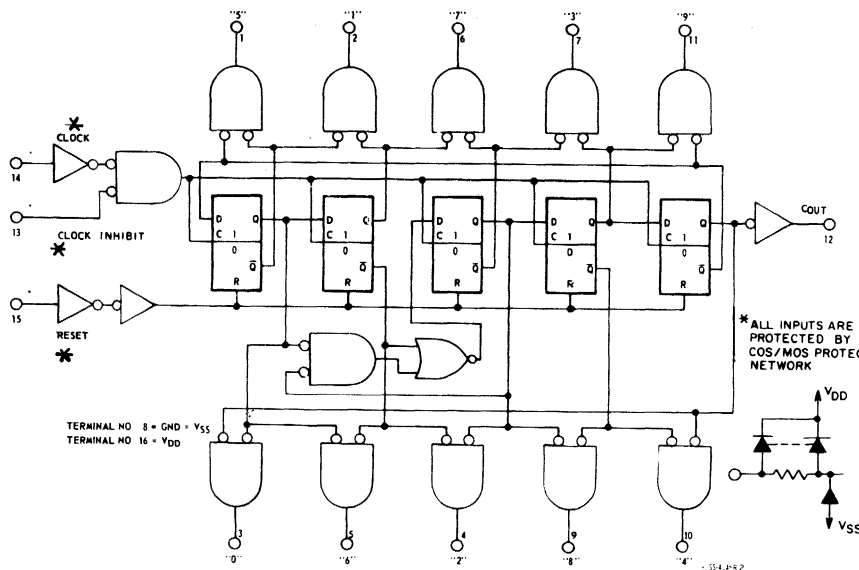 "5" "1" "7" "3" "9"
1 2 6 7 11
CLOCK
14
13
CLOCK INHIBIT
D Q D Q D Q D Q D Q
C 1 C 1 C 1 C 1 C 1
0 0 0 D 0
Q Q Q Q Q
R R R R R
COUT
12
15
RESET
* ALL INPUTS ARE
PROTECTED BY
COS/MOS PROTEC
NETWORK
TERMINAL NO 8 = GND = VSS
TERMINAL NO 16 = VDD
VDD
VSS
3 5 4 9 10
"0" "6" "2" "8" "4"